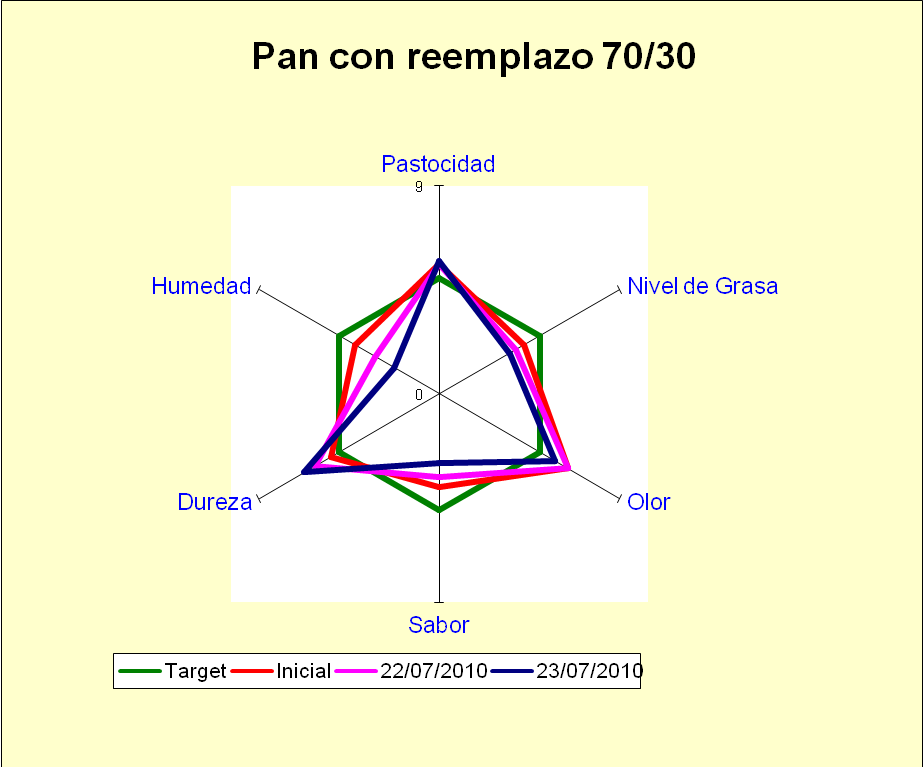 Pan con reemplazo 70/30
Pastocidad
9
Humedad
Nivel de Grasa
0
Dureza
Olor
Sabor
Target Inicial 22/07/2010 23/07/2010